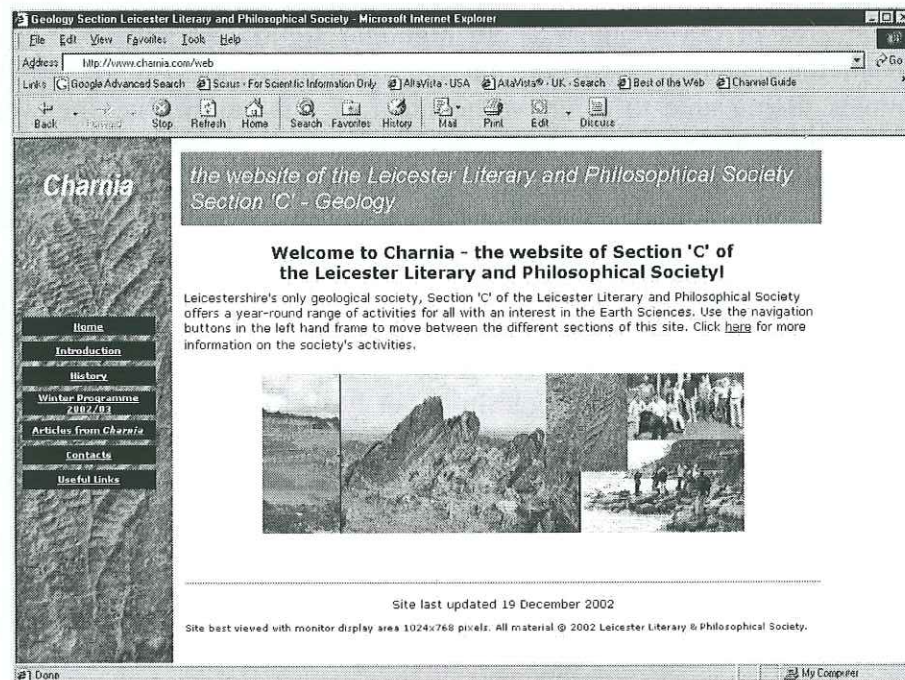 Geology Section Leicester Literary and Philosophical Society - Microsoft Internet Explorer
File Edit View Favorites Tools Help
Address http://www.charnia.com/web Go
Links Google Advanced Search Scirus - For Scientific Information Only AltaVista - USA AltaVista® - UK - Search Best of the Web Channel Guide
Back Forward Stop Refresh Home Search Favorites History Mail Print Edit Discuss
Charnia
the website of the Leicester Literary and Philosophical Society
Section 'C' - Geology
Welcome to Charnia - the website of Section 'C' of
the Leicester Literary and Philosophical Society!
Leicestershire's only geological society, Section 'C' of the Leicester Literary and Philosophical Society
offers a year-round range of activities for all with an interest in the Earth Sciences. Use the navigation
buttons in the left hand frame to move between the different sections of this site. Click here for more
information on the society's activities.
Home
Introduction
History
Winter Programme
2002/03
Articles from Charnia
Contacts
Useful Links
Site last updated 19 December 2002
Site best viewed with monitor display area 1024x768 pixels. All material @ 2002 Leicester Literary & Philosophical Society.
Done My Computer